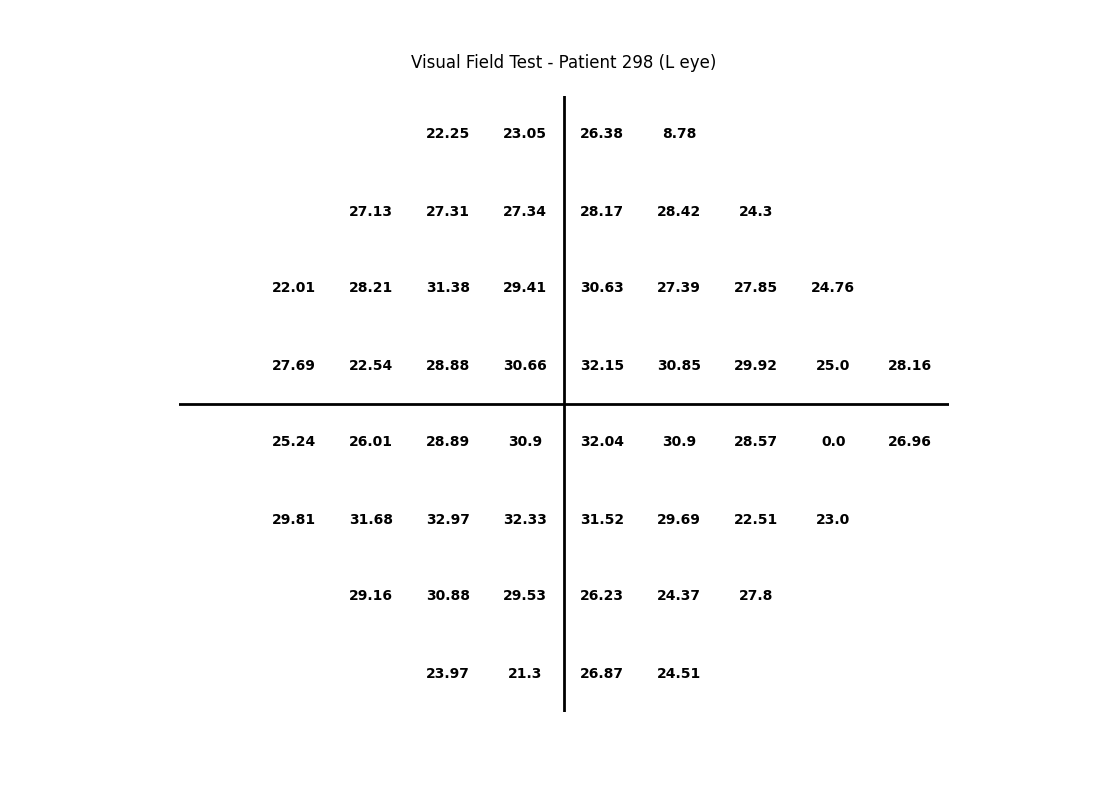 Visual Field Test - Patient 298 (L eye)
22.25 23.05 26.38 8.78
27.13 27.31 27.34 28.17 28.42 24.3
22.01 28.21 31.38 29.41 30.63 27.39 27.85 24.76
27.69 22.54 28.88 30.66 32.15 30.85 29.92 25.0 28.16
25.24 26.01 28.89 30.9 32.04 30.9 28.57 0.0 26.96
29.81 31.68 32.97 32.33 31.52 29.69 22.51 23.0
29.16 30.88 29.53 26.23 24.37 27.8
23.97 21.3 26.87 24.51